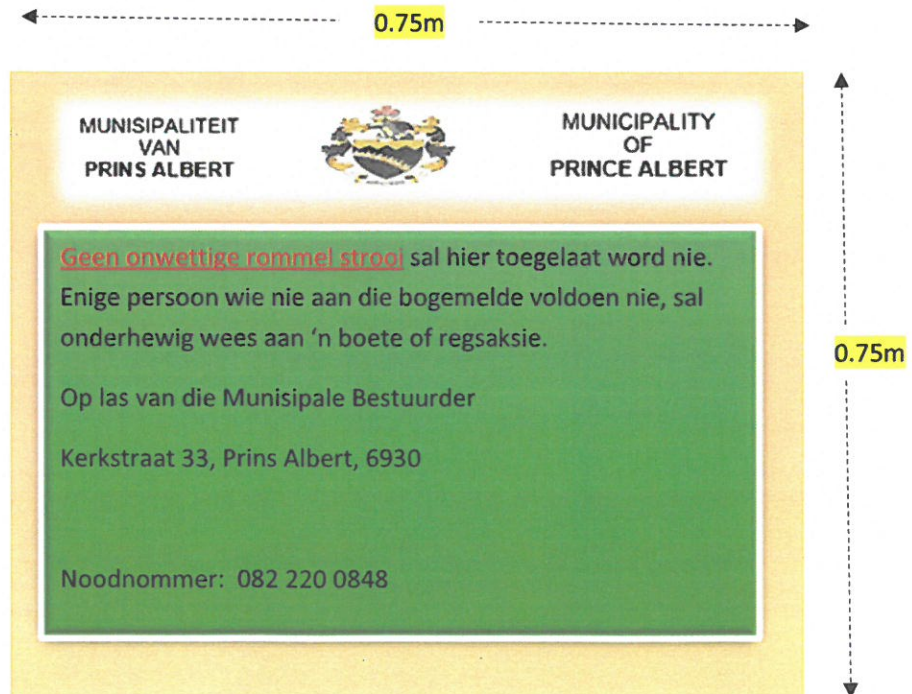 0.75m
MUNISIPALITEIT
VAN
PRINS ALBERT
MUNICIPALITY
OF
PRINCE ALBERT
Geen onwettige rommel strooi sal hier toegelaat word nie.
Enige persoon wie nie aan die bogemelde voldoen nie, sal
onderhewig wees aan ‘n boete of regsaksie.
0.75m
Op las van die Munisipale Bestuurder
Kerkstraat 33, Prins Albert, 6930
Noodnommer: 082 220 0848